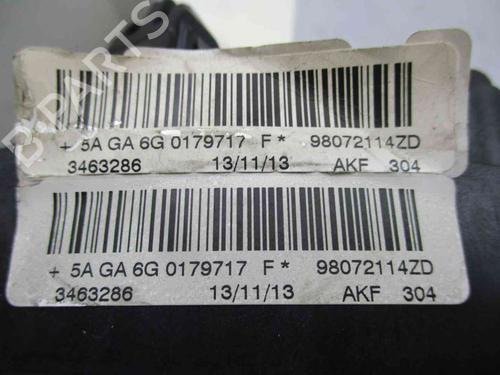 + 5A GA 6G 0179717 F* 98072114ZD
3463286 13/11/13 AKF 304
+ 5A GA 6G 0179717 F* 98072114ZD
3463286 13/11/13 AKF 304
B-PARTS